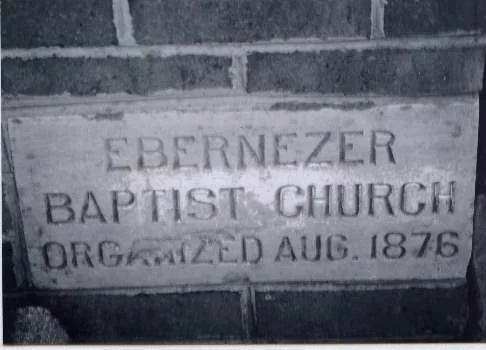 EBERNEZER
BAPTIST CHURCH
ORGANIZED AUG. 1876